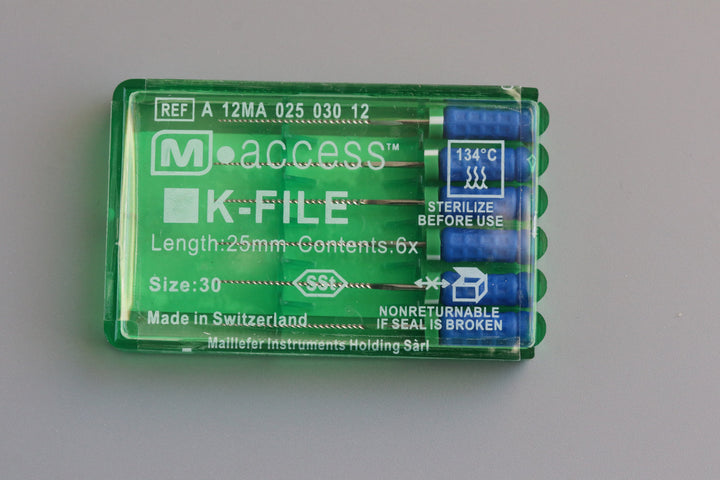 REF A 12MA 025 030 12
M•access™
K-FILE
134°C
STERILIZE
BEFORE USE
Length:25mm Contents:6x
Size:30
SSt
NONRETURNABLE
IF SEAL IS BROKEN
Made in Switzerland
Maillefer Instruments Holding Sàrl